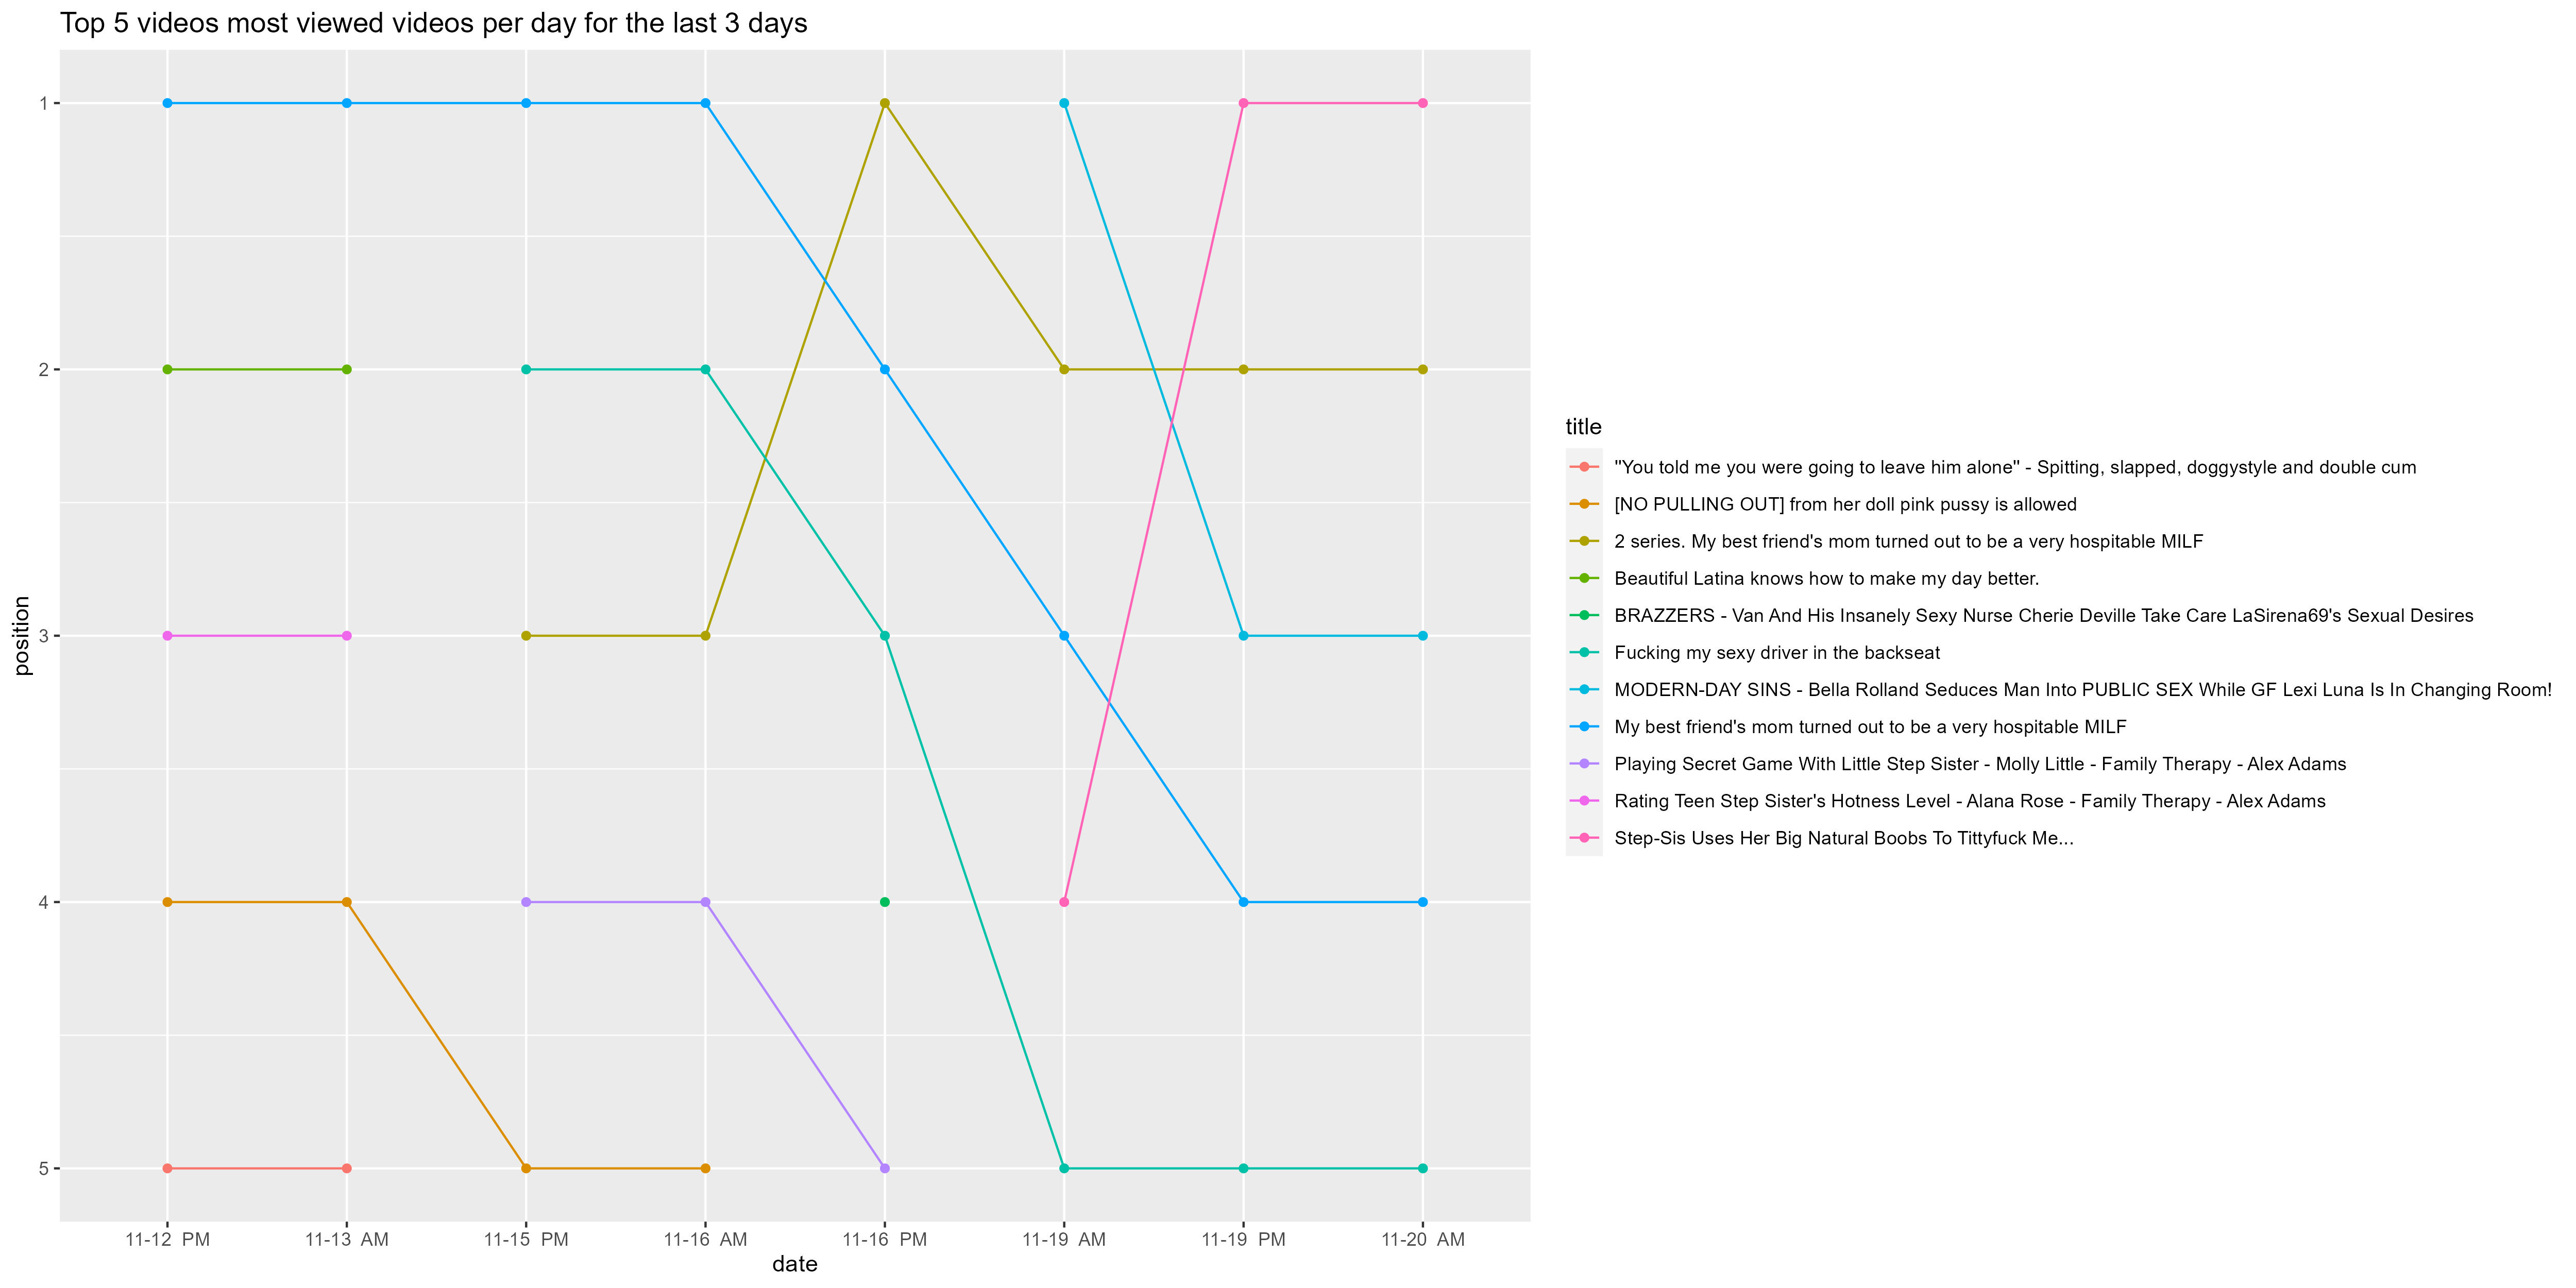 Top 5 videos most viewed videos per day for the last 3 days
position
1
2
3
4
5
11-12 PM
11-13 AM
11-15 PM
11-16 AM
11-16 PM
11-19 AM
11-19 PM
11-20 AM
date
title
"You told me you were going to leave him alone" - Spitting, slapped, doggystyle and double cum
[NO PULLING OUT] from her doll pink pussy is allowed
2 series. My best friend's mom turned out to be a very hospitable MILF
Beautiful Latina knows how to make my day better.
BRAZZERS - Van And His Insanely Sexy Nurse Cherie Deville Take Care LaSirena69's Sexual Desires
Fucking my sexy driver in the backseat
MODERN-DAY SINS - Bella Rolland Seduces Man Into PUBLIC SEX While GF Lexi Luna Is In Changing Room!
My best friend's mom turned out to be a very hospitable MILF
Playing Secret Game With Little Step Sister - Molly Little - Family Therapy - Alex Adams
Rating Teen Step Sister's Hotness Level - Alana Rose - Family Therapy - Alex Adams
Step-Sis Uses Her Big Natural Boobs To Tittyfuck Me...